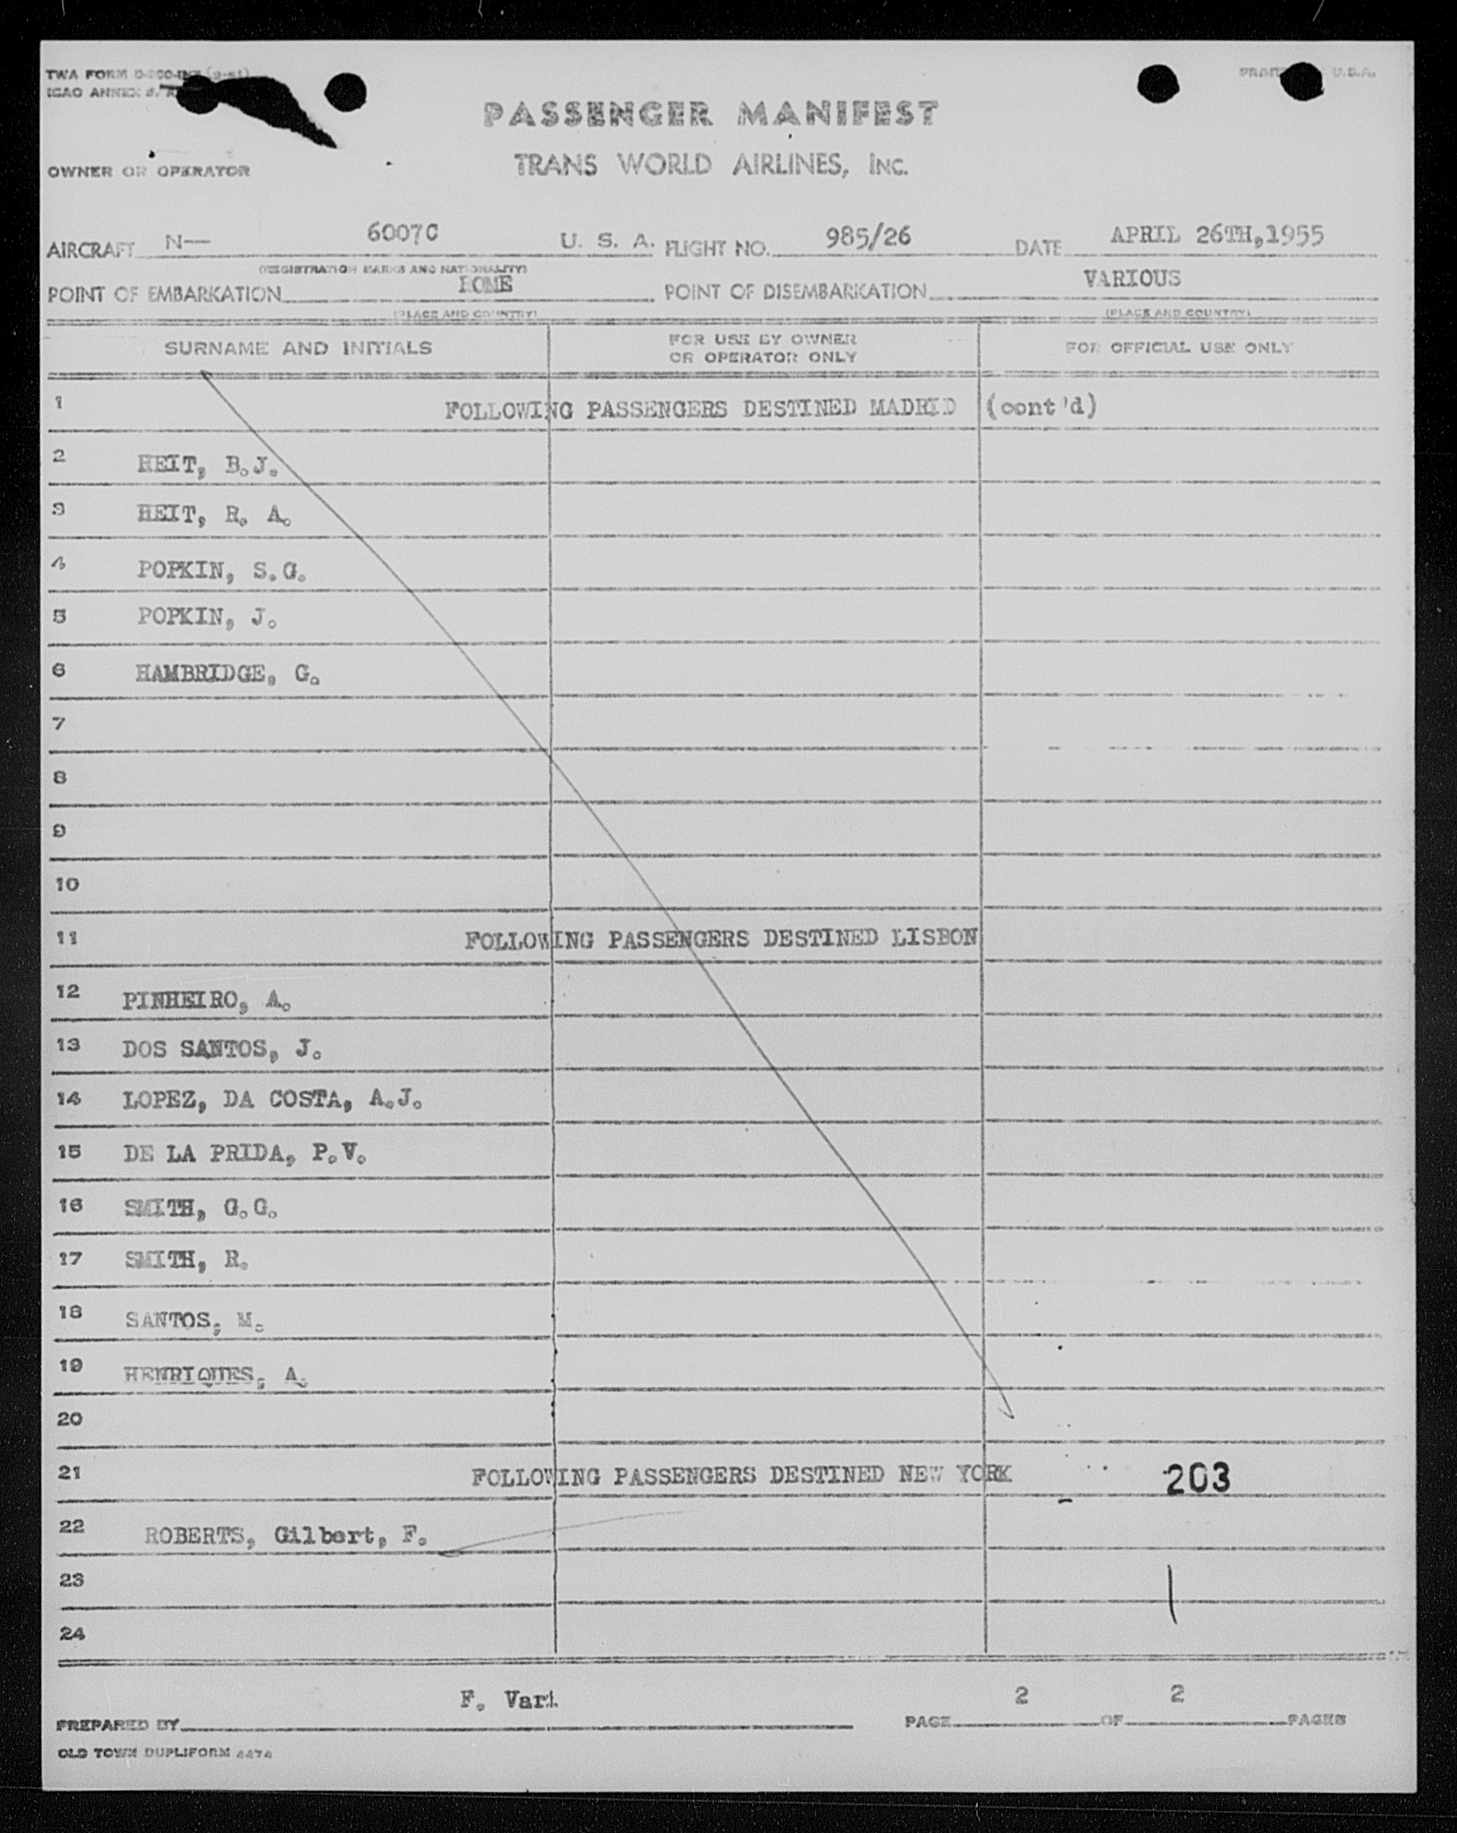 TWA FORM
ICAO ANNEX
U.S.A.
PASSENGER MANIFEST
TRANS WORLD AIRLINES, INC.
OWNER OR OPERATOR
AIRCRAFT N— 6007C U. S. A. FLIGHT NO. 985/26 DATE APRIL 26TH,1955
(REGISTRATION MARKS AND NATIONALITY)
POINT OF EMBARKATION ROME POINT OF DISEMBARKATION VARIOUS
(PLACE AND COUNTRY) (PLACE AND COUNTRY)
SURNAME AND INITIALS FOR USE BY OWNER OR OPERATOR ONLY FOR OFFICIAL USE ONLY
1 FOLLOWING PASSENGERS DESTINED MADRID (cont'd)
2 HEIT, B.J.
3 HEIT, R. A.
4 POPKIN, S.G.
5 POPKIN, J.
6 HAMBRIDGE, G.
7
8
9
10
11 FOLLOWING PASSENGERS DESTINED LISBON
12 PINHEIRO, A.
13 DOS SANTOS, J.
14 LOPEZ, DA COSTA, A.J.
15 DE LA PRIDA, P.V.
16 SMITH, G.G.
17 SMITH, R.
18 SANTOS, M.
19 HENRIQUES, A.
20
21 FOLLOWING PASSENGERS DESTINED NEW YORK 203
22 ROBERTS, Gilbert, F.
23
24
PREPARED BY F. Vari. PAGE 2 OF 2 PAGES
OLD TOWN DUPLIFORM 4474